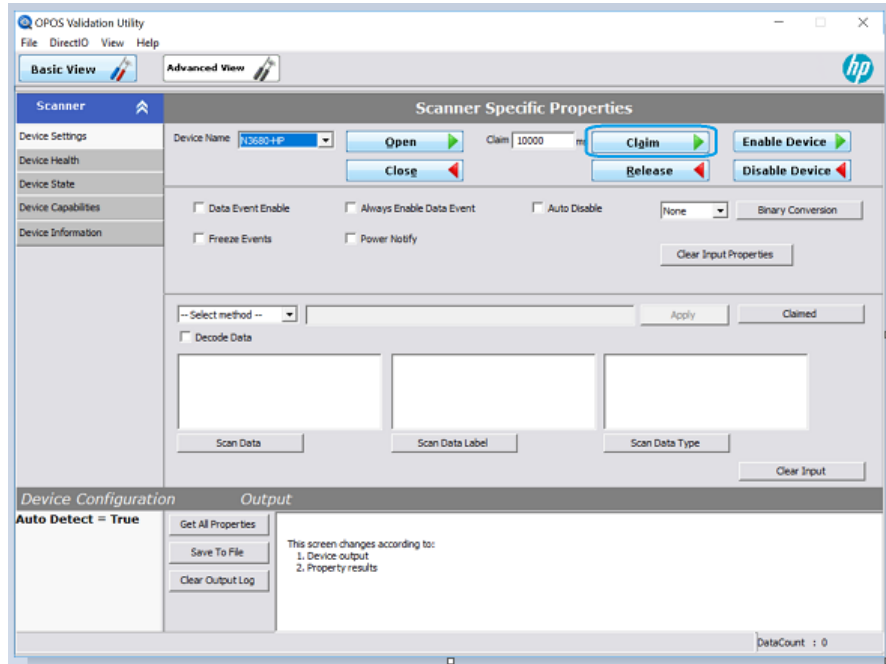 OPOS Validation Utility
File DirectIO View Help
Basic View
Advanced View
hp
Scanner
Scanner Specific Properties
Device Settings
Device Health
Device State
Device Capabilities
Device Information
Device Name N3680-HP Open Claim 10000 Claim Enable Device
Close Release Disable Device
Data Event Enable Always Enable Data Event Auto Disable None Binary Conversion
Freeze Events Power Notify
Clear Input Properties
-- Select method -- Apply Claimed
Decode Data
Scan Data Scan Data Label Scan Data Type
Clear Input
Device Configuration Output
Auto Detect = True
Get All Properties
Save To File
Clear Output Log
This screen changes according to:
1. Device output
2. Property results
DataCount : 0